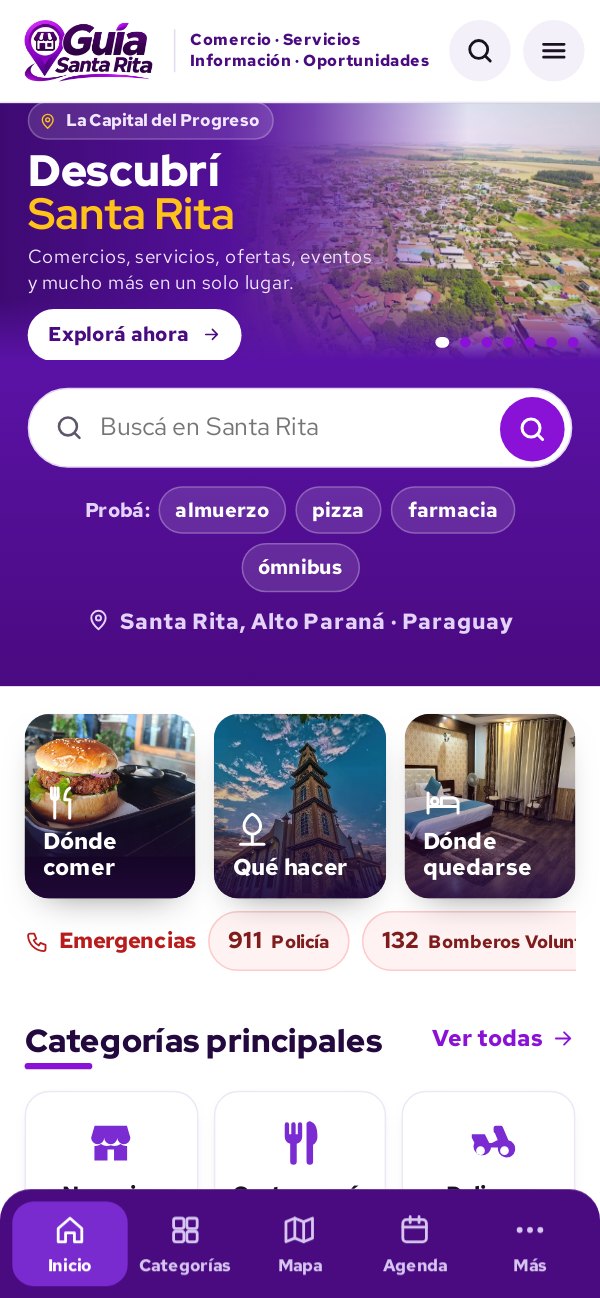 Guía
Santa Rita
Comercio · Servicios
Información · Oportunidades
La Capital del Progreso
Descubrí
Santa Rita
Comercios, servicios, ofertas, eventos
y mucho más en un solo lugar.
Explorá ahora →
Buscá en Santa Rita
Probá: almuerzo pizza farmacia
ómnibus
Santa Rita, Alto Paraná · Paraguay
Dónde
comer
Qué hacer
Dónde
quedarse
Emergencias 911 Policía 132 Bomberos
Categorías principales Ver todas →
Inicio Categorías Mapa Agenda Más